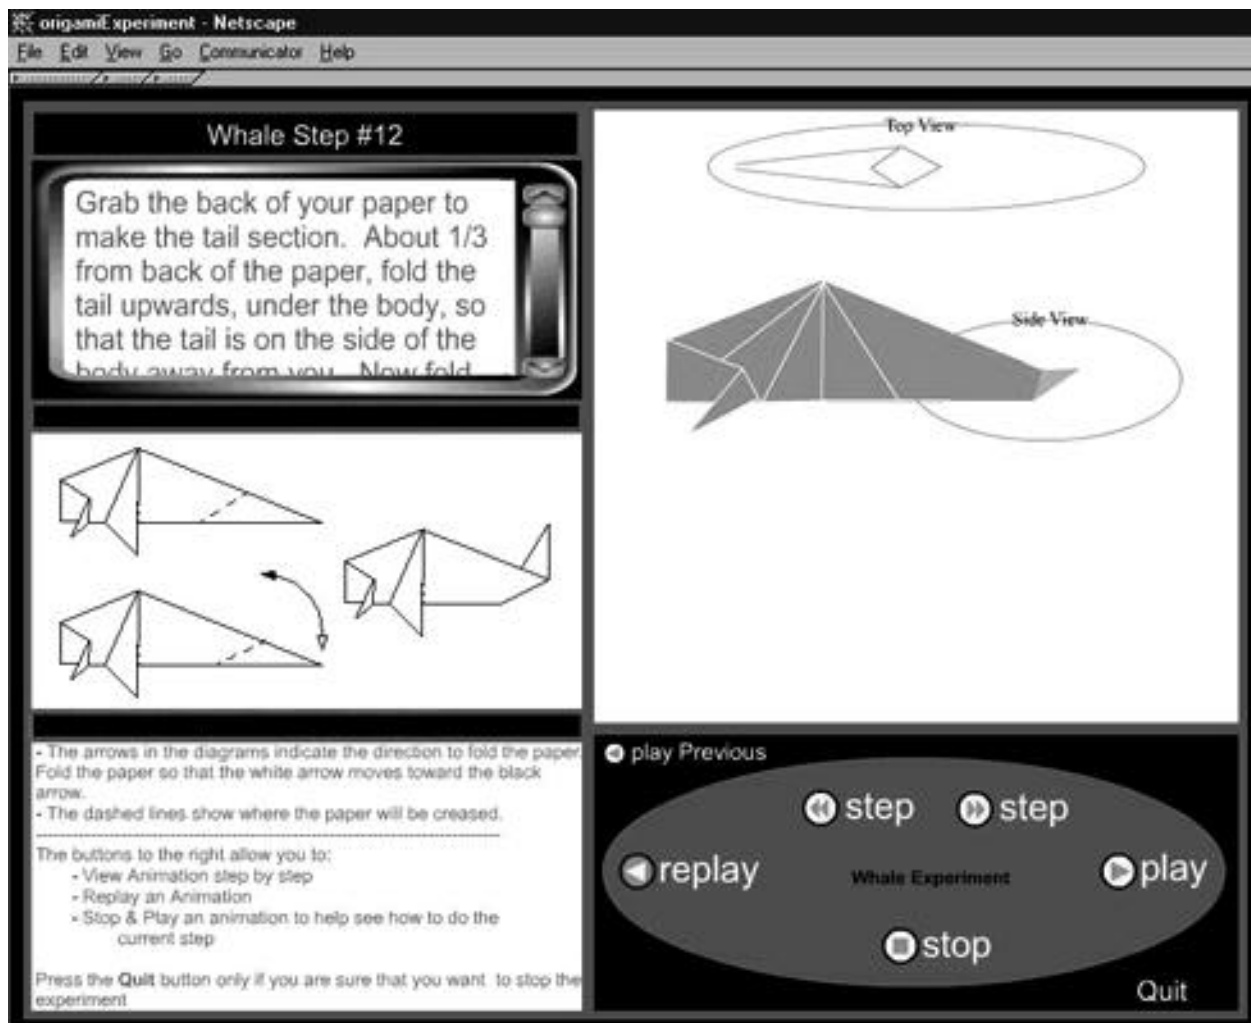 origamiExperiment - Netscape
File Edit View Go Communicator Help
Whale Step #12
Grab the back of your paper to
make the tail section. About 1/3
from back of the paper, fold the
tail upwards, under the body, so
that the tail is on the side of the
body away from you. Now fold
- The arrows in the diagrams indicate the direction to fold the paper.
Fold the paper so that the white arrow moves toward the black
arrow.
- The dashed lines show where the paper will be creased.
The buttons to the right allow you to:
- View Animation step by step
- Replay an Animation
- Stop & Play an animation to help see how to do the
current step
Press the Quit button only if you are sure that you want to stop the
experiment
Top View
Side View
play Previous
step step
replay Whale Experiment play
stop
Quit